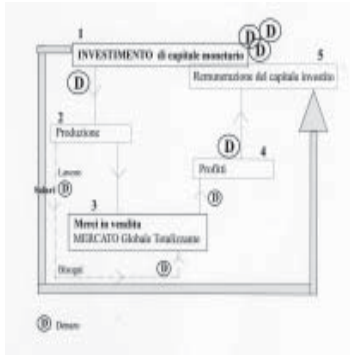 1
INVESTIMENTO di capitale monetario
D D D
5
Remunerazione del capitale investito
D
2
Produzione
D
4
Profitti
Lavoro
Salari D
D
3
Merci in vendita
MERCATO Globale Totalizzante
D
Bisogni
D Denaro